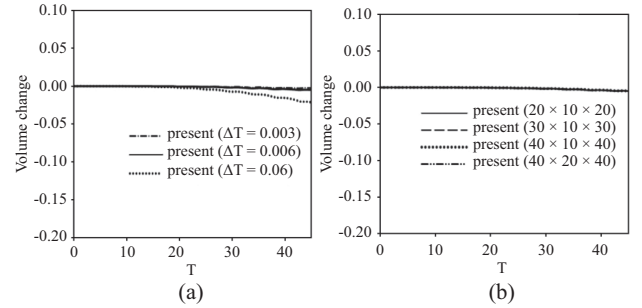 0.10
0.05
0.00
-0.05
-0.10
-0.15
-0.20
Volume change
present (ΔT = 0.003)
present (ΔT = 0.006)
present (ΔT = 0.06)
0 10 20 30 40
T
(a)
0.10
0.05
0.00
-0.05
-0.10
-0.15
-0.20
Volume change
present (20 × 10 × 20)
present (30 × 10 × 30)
present (40 × 10 × 40)
present (40 × 20 × 40)
0 10 20 30 40
T
(b)